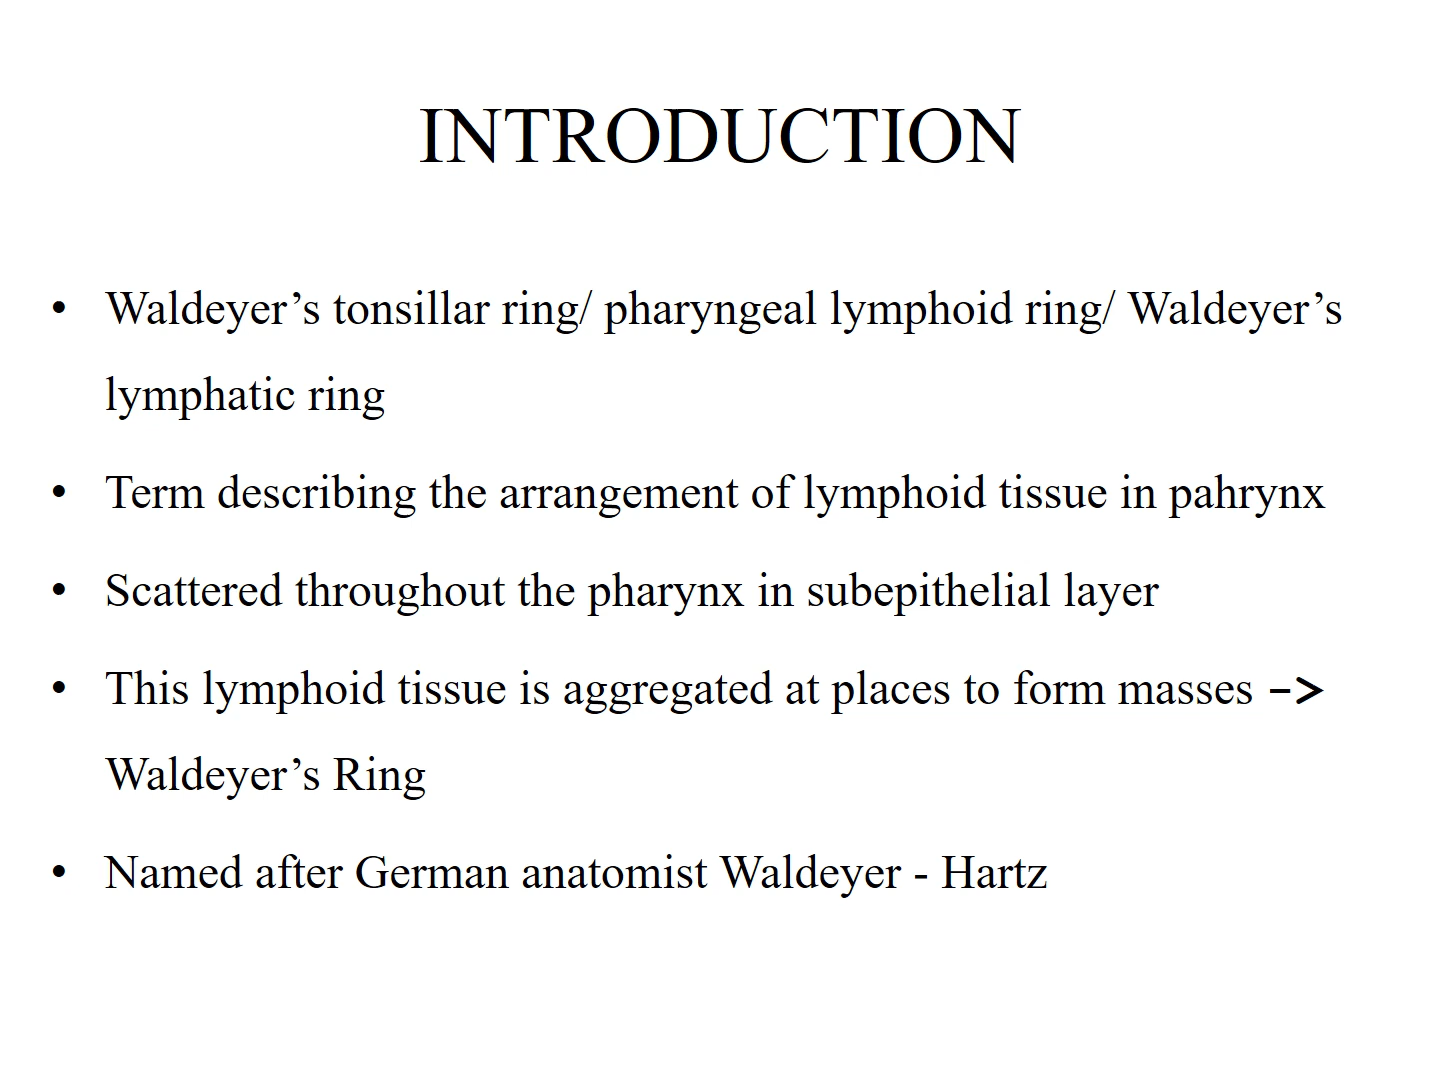 INTRODUCTION
• Waldeyer’s tonsillar ring/ pharyngeal lymphoid ring/ Waldeyer’s
lymphatic ring
• Term describing the arrangement of lymphoid tissue in pahrynx
• Scattered throughout the pharynx in subepithelial layer
• This lymphoid tissue is aggregated at places to form masses –>
Waldeyer’s Ring
• Named after German anatomist Waldeyer - Hartz